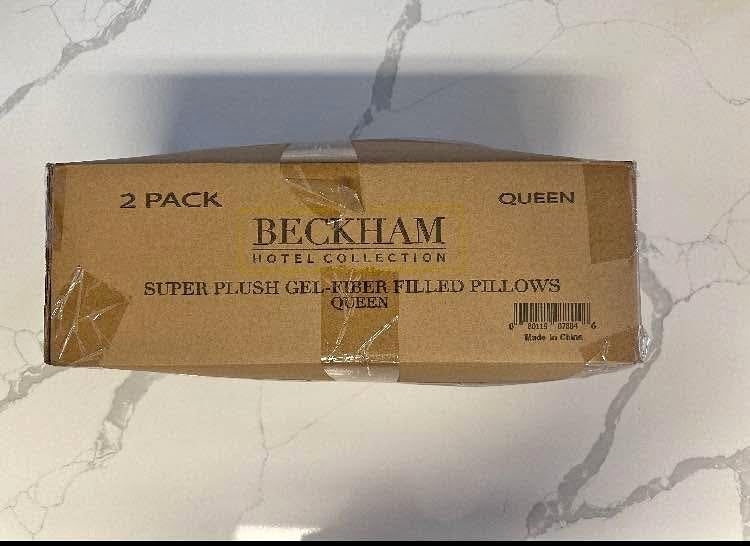 2 PACK
QUEEN
BECKHAM
HOTEL COLLECTION
SUPER PLUSH GEL-FIBER FILLED PILLOWS
QUEEN
Made in China